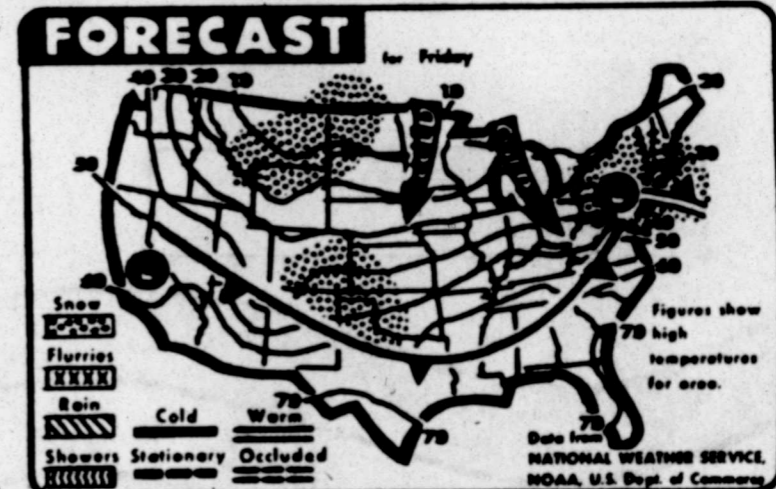 FORECAST
for Friday
40 30 20 10
10
20
50
30
40
30
40
Snow
Flurries
Rain
Showers
Cold
Warm
Stationary
Occluded
70
70
70
70
Figures show
high
temperatures
for area.
Data from
NATIONAL WEATHER SERVICE,
NOAA, U.S. Dept. of Commerce